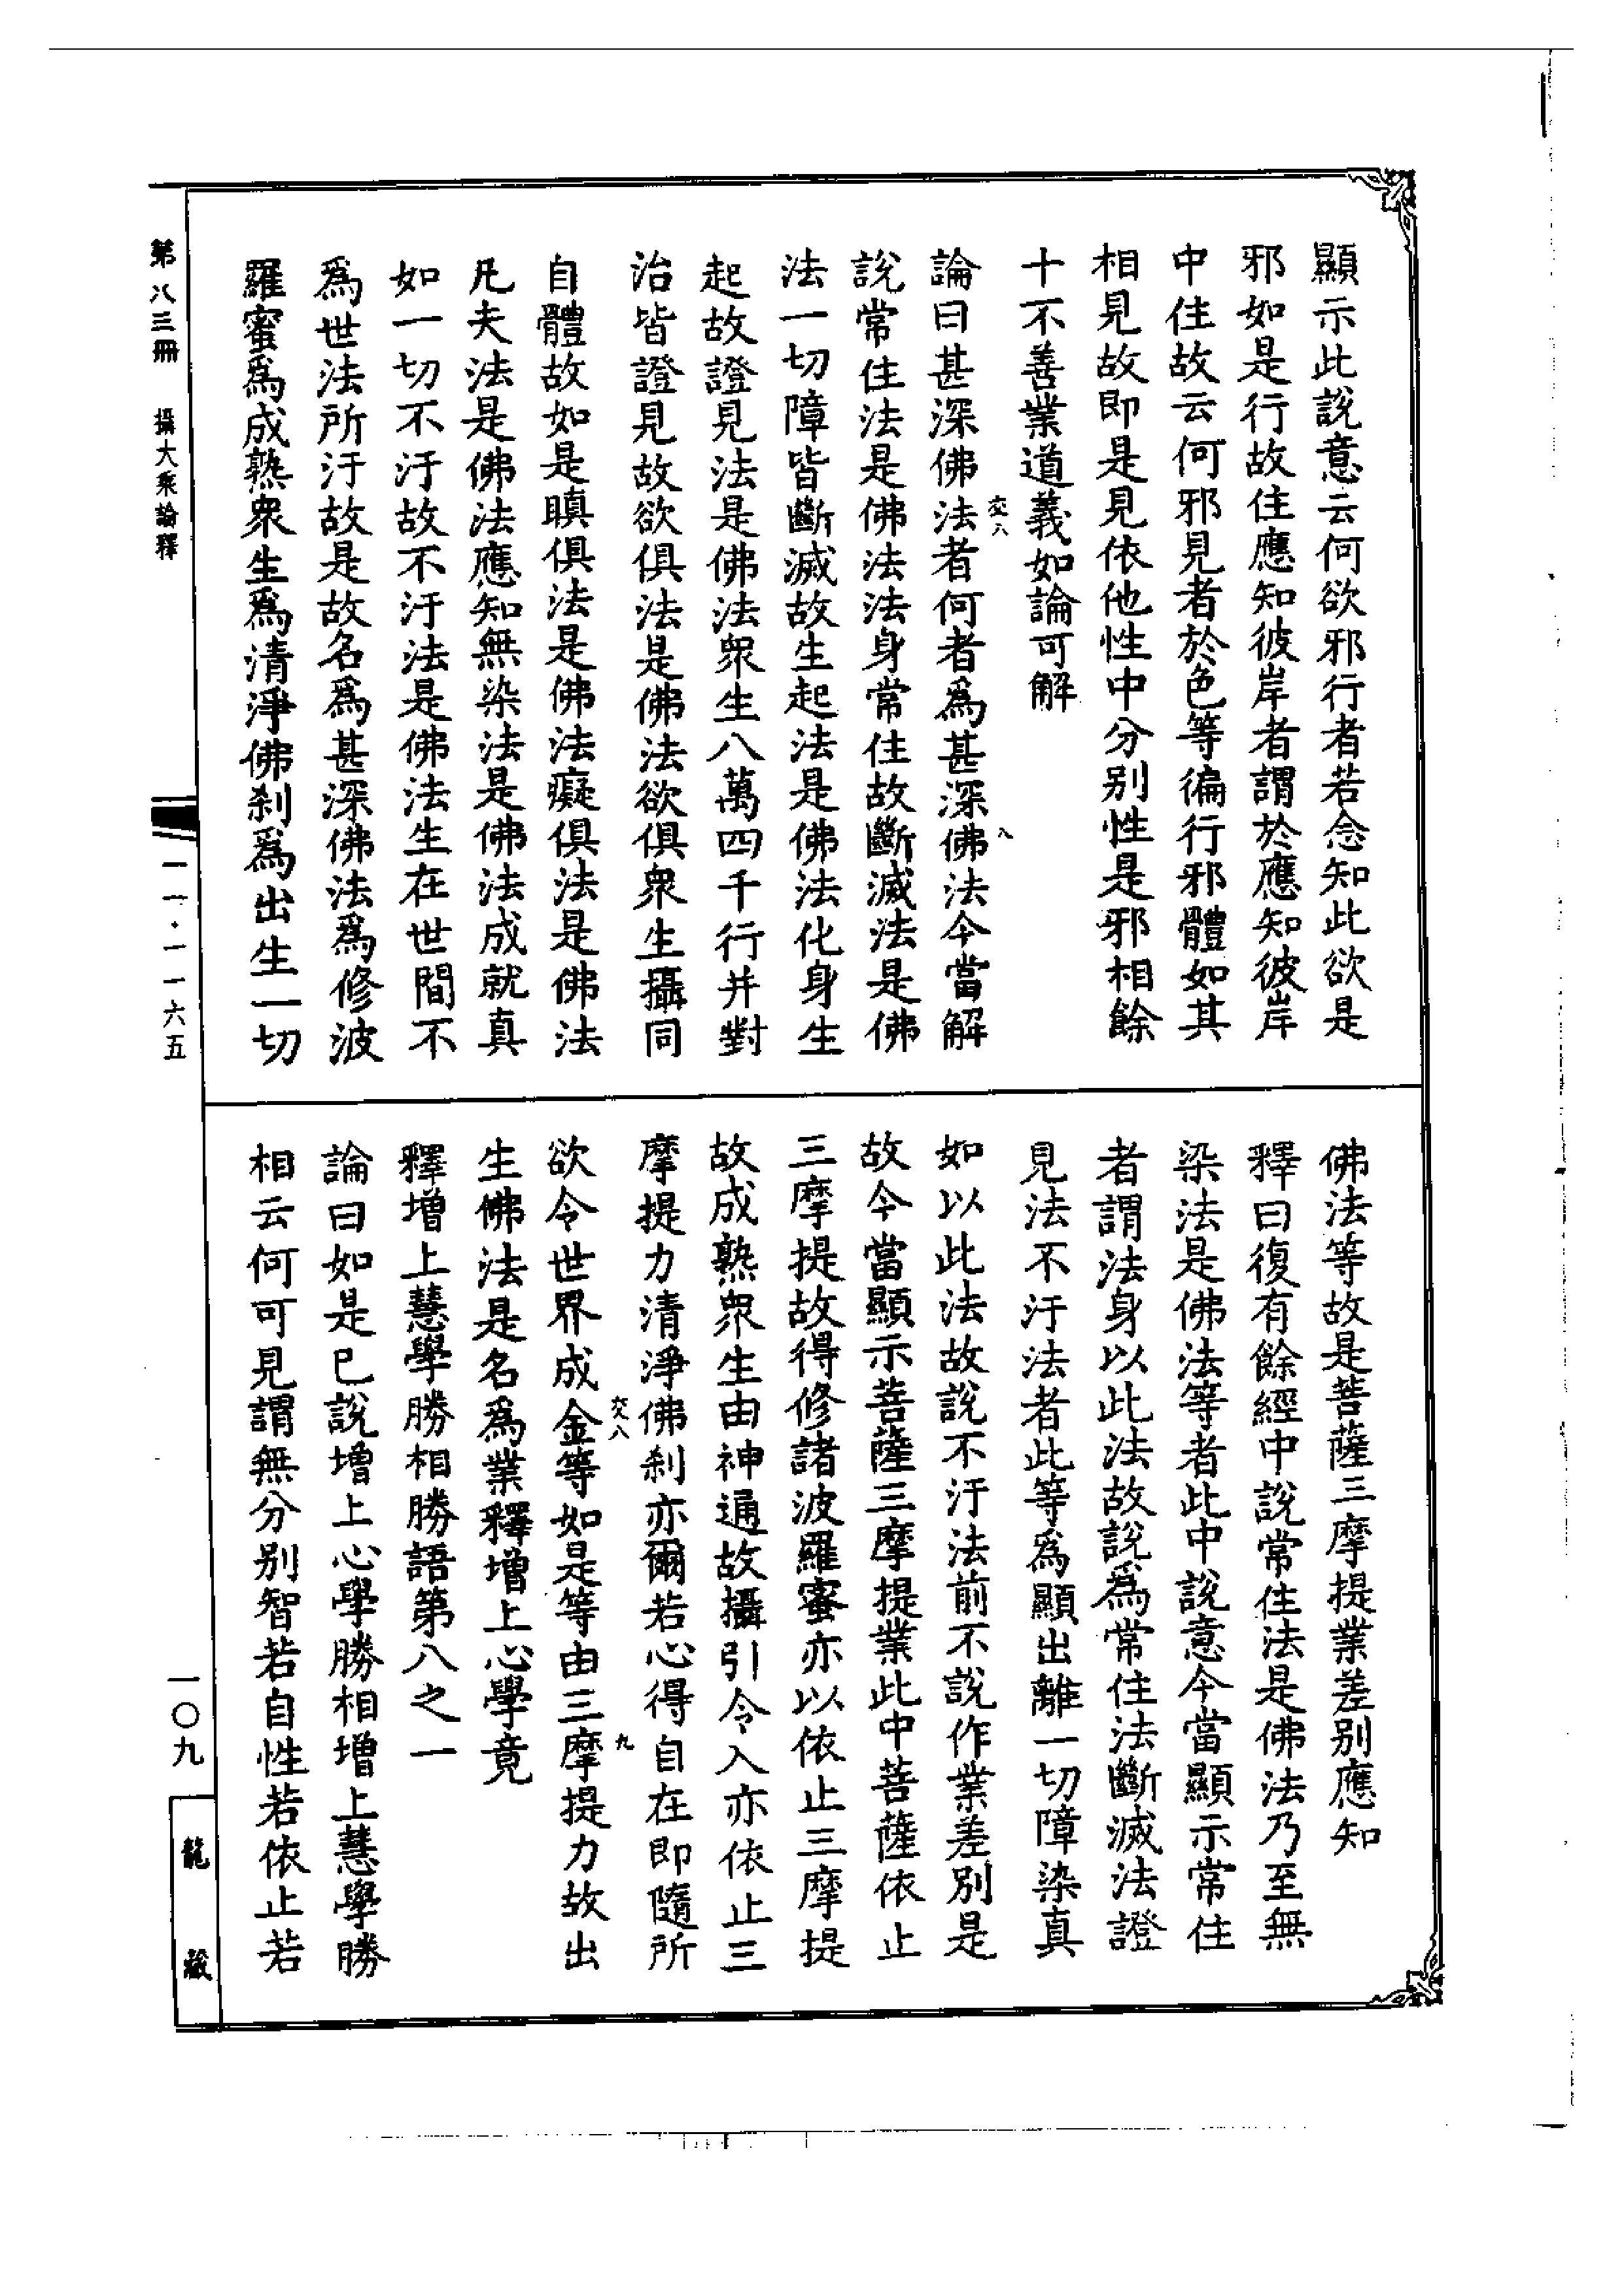 顯示此說意云何欲邪行者若念知此欲是
邪如是行故住應知彼岸者謂於應知彼岸
中住故云何邪見者於色等徧行邪體如其
相見故即是見依他性中分别性是邪相餘
十不善業道義如論可解
論曰甚深佛法者何者爲甚深佛法今當解
說常住法是佛法法身常住故斷滅法是佛
法一切障皆斷滅故生起法是佛法化身生
起故證見法是佛法衆生八萬四千行并對
治皆證見故欲俱法是佛法欲俱衆生攝同
自體故如是瞋俱法是佛法癡俱法是佛法
凡夫法是佛法應知無染法是佛法成就真
如一切不汙故不汙法是佛法生在世間不
爲世法所汙故是故名爲甚深佛法爲修波
羅蜜爲成熟衆生爲清淨佛刹爲出生一切
交八
八
佛法等故是菩薩三摩提業差别應知
釋曰復有餘經中說常住法是佛法乃至無
染法是佛法等者此中說意今當顯示常住
者謂法身以此法故說爲常住法斷滅法證
見法不汙法者此等爲顯出離一切障染真
如以此法故說不汙法前不說作業差别是
故今當顯示菩薩三摩提業此中菩薩依止
三摩提故得修諸波羅蜜亦以依止三摩提
故成熟衆生由神通故攝引令入亦依止三
摩提力清淨佛刹亦爾若心得自在即隨所
欲令世界成金等如是等由三摩提力故出
生佛法是名爲業釋增上心學竟
釋增上慧學勝相勝語第八之一
論曰如是已說增上心學勝相增上慧學勝
相云何可見謂無分别智若自性若依止若
交八
九
第八三冊 攝大乘論釋
一一·一一六五
一〇九
龍藏